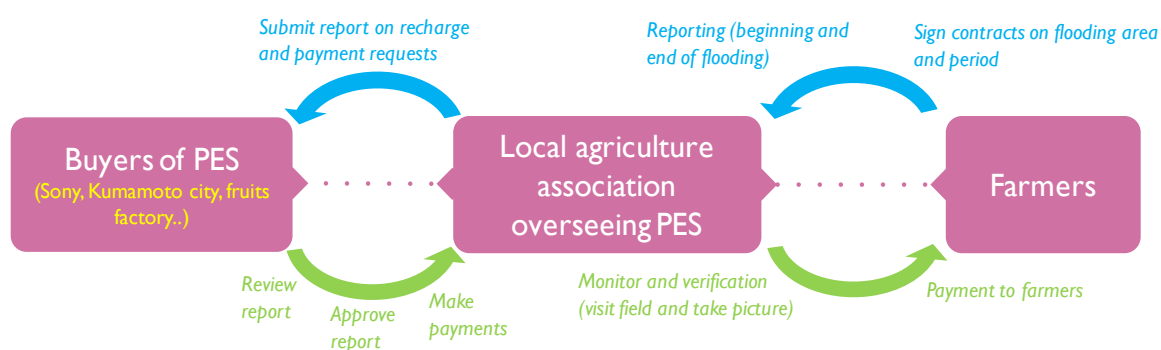 Submit report on recharge
and payment requests
Reporting (beginning and
end of flooding)
Sign contracts on flooding area
and period
Buyers of PES
(Sony, Kumamoto city, fruits
factory..)
Local agriculture
association
overseeing PES
Farmers
Review
report
Approve
report
Make
payments
Monitor and verification
(visit field and take picture)
Payment to farmers